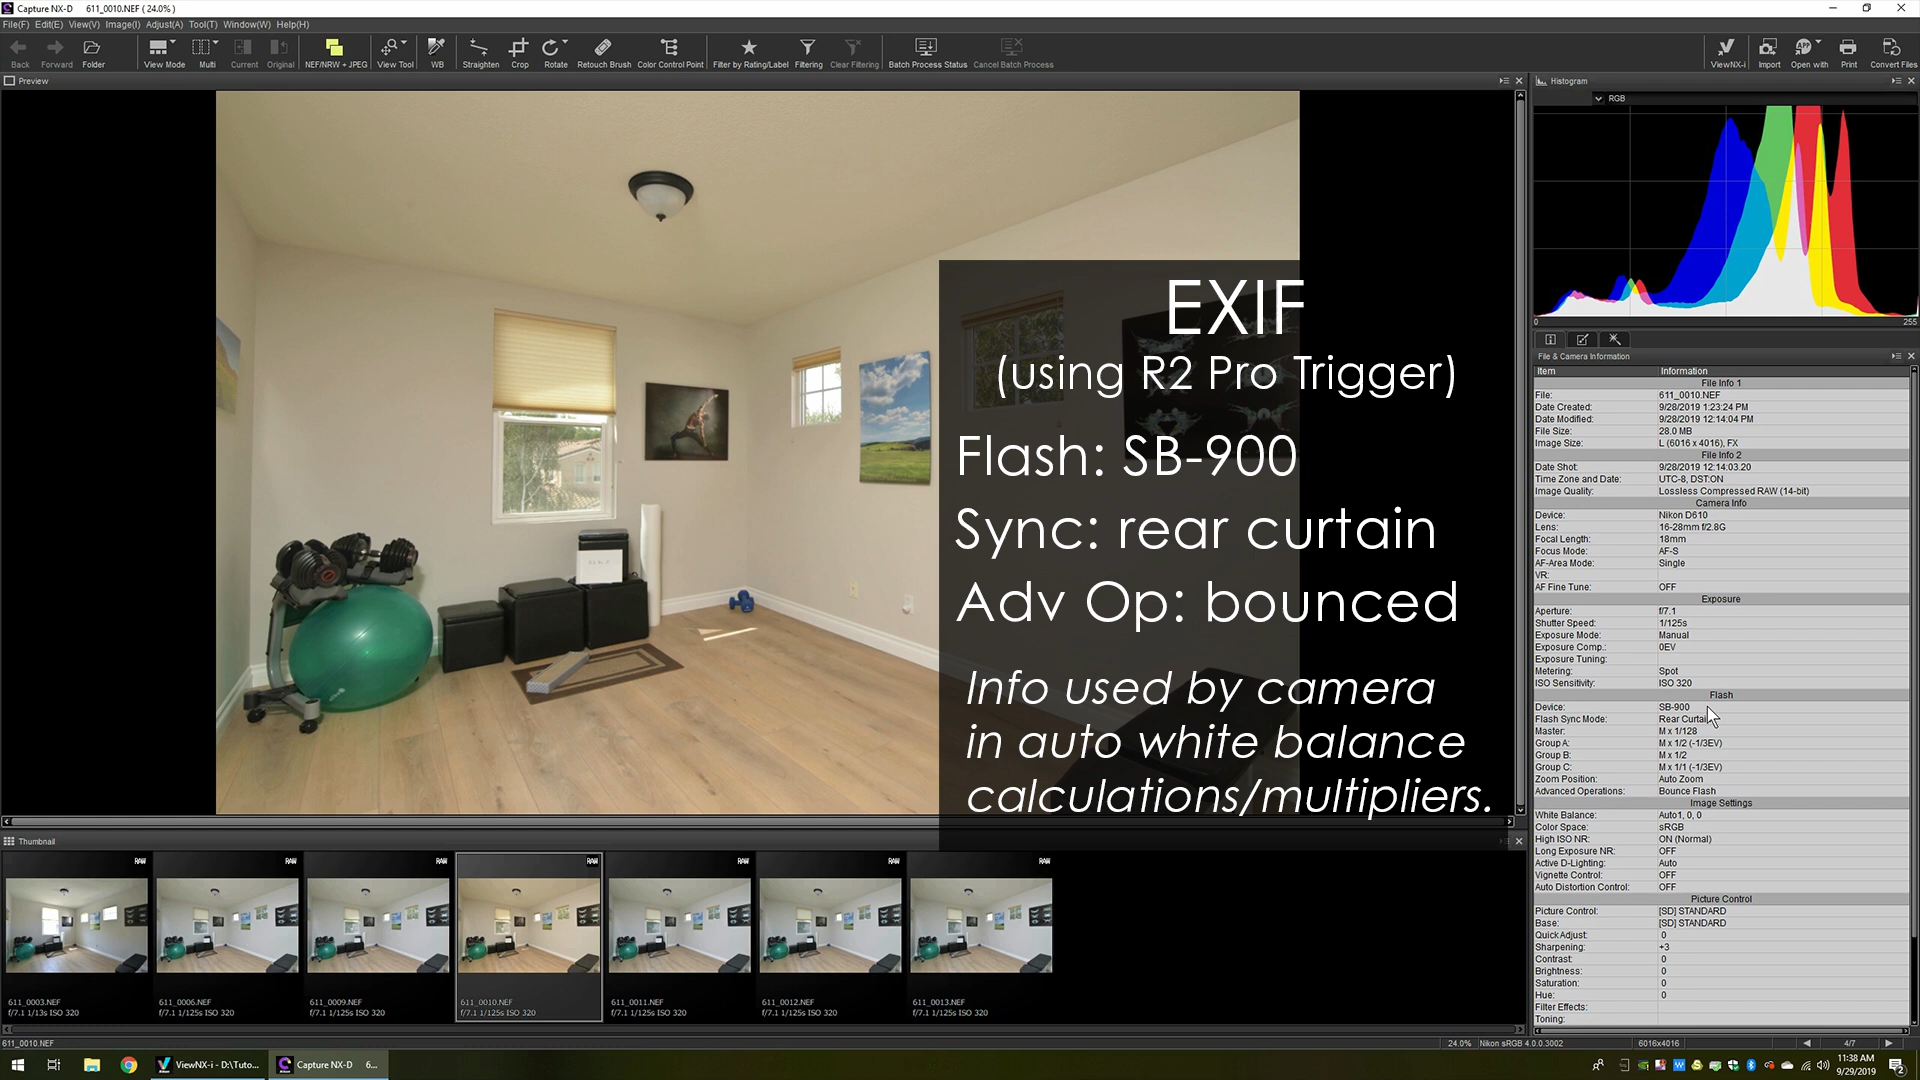 Capture NX-D 611_0010.NEF ( 24.0% )
File(F) Edit(E) View(V) Image(I) Adjust(A) Tool(T) Window(W) Help(H)
Back Forward Folder View Mode Multi Current Original NEF/NRW + JPEG View Tool WB Straighten Crop Rotate Retouch Brush Color Control Point Filter by Rating/Label Filtering Clear Filtering Batch Process Status Cancel Batch Process ViewNX-i Import Open with Print Convert Files
Preview
EXIF
(using R2 Pro Trigger)
Flash: SB-900
Sync: rear curtain
Adv Op: bounced
Info used by camera
in auto white balance
calculations/multipliers.
Histogram
RGB
0 255
File & Camera Information
Item Information
File Info 1
File: 611_0010.NEF
Date Created: 9/28/2019 1:23:24 PM
Date Modified: 9/28/2019 12:14:04 PM
File Size: 28.0 MB
Image Size: L (6016 x 4016), FX
File Info 2
Date Shot: 9/28/2019 12:14:03.20
Time Zone and Date: UTC-8, DST:ON
Image Quality: Lossless Compressed RAW (14-bit)
Camera Info
Device: Nikon D610
Lens: 16-28mm f/2.8G
Focal Length: 18mm
Focus Mode: AF-S
AF-Area Mode: Single
VR:
AF Fine Tune: OFF
Exposure
Aperture: f/7.1
Shutter Speed: 1/125s
Exposure Mode: Manual
Exposure Comp.: 0EV
Exposure Tuning:
Metering: Spot
ISO Sensitivity: ISO 320
Flash
Device: SB-900
Flash Sync Mode: Rear Curtain
Master: M x 1/128
Group A: M x 1/2 (-1/3EV)
Group B: M x 1/2
Group C: M x 1/1 (-1/3EV)
Zoom Position: Auto Zoom
Advanced Operations: Bounce Flash
Image Settings
White Balance: Auto1, 0, 0
Color Space: sRGB
High ISO NR: ON (Normal)
Long Exposure NR: OFF
Active D-Lighting: Auto
Vignette Control: OFF
Auto Distortion Control: OFF
Picture Control
Picture Control: [SD] STANDARD
Base: [SD] STANDARD
Quick Adjust: 0
Sharpening: +3
Contrast: 0
Brightness: 0
Saturation: 0
Hue: 0
Filter Effects:
Toning:
Thumbnail
RAW RAW RAW RAW RAW RAW RAW
611_0003.NEF 611_0006.NEF 611_0009.NEF 611_0010.NEF 611_0011.NEF 611_0012.NEF 611_0013.NEF
f/7.1 1/13s ISO 320 f/7.1 1/125s ISO 320 f/7.1 1/125s ISO 320 f/7.1 1/125s ISO 320 f/7.1 1/125s ISO 320 f/7.1 1/125s ISO 320 f/7.1 1/125s ISO 320
611_0010.NEF 24.0% Nikon sRGB 4.0.0.3002 6016x4016 4/7
ViewNX-i - D:\Tuto... Capture NX-D 6...
11:38 AM
9/29/2019